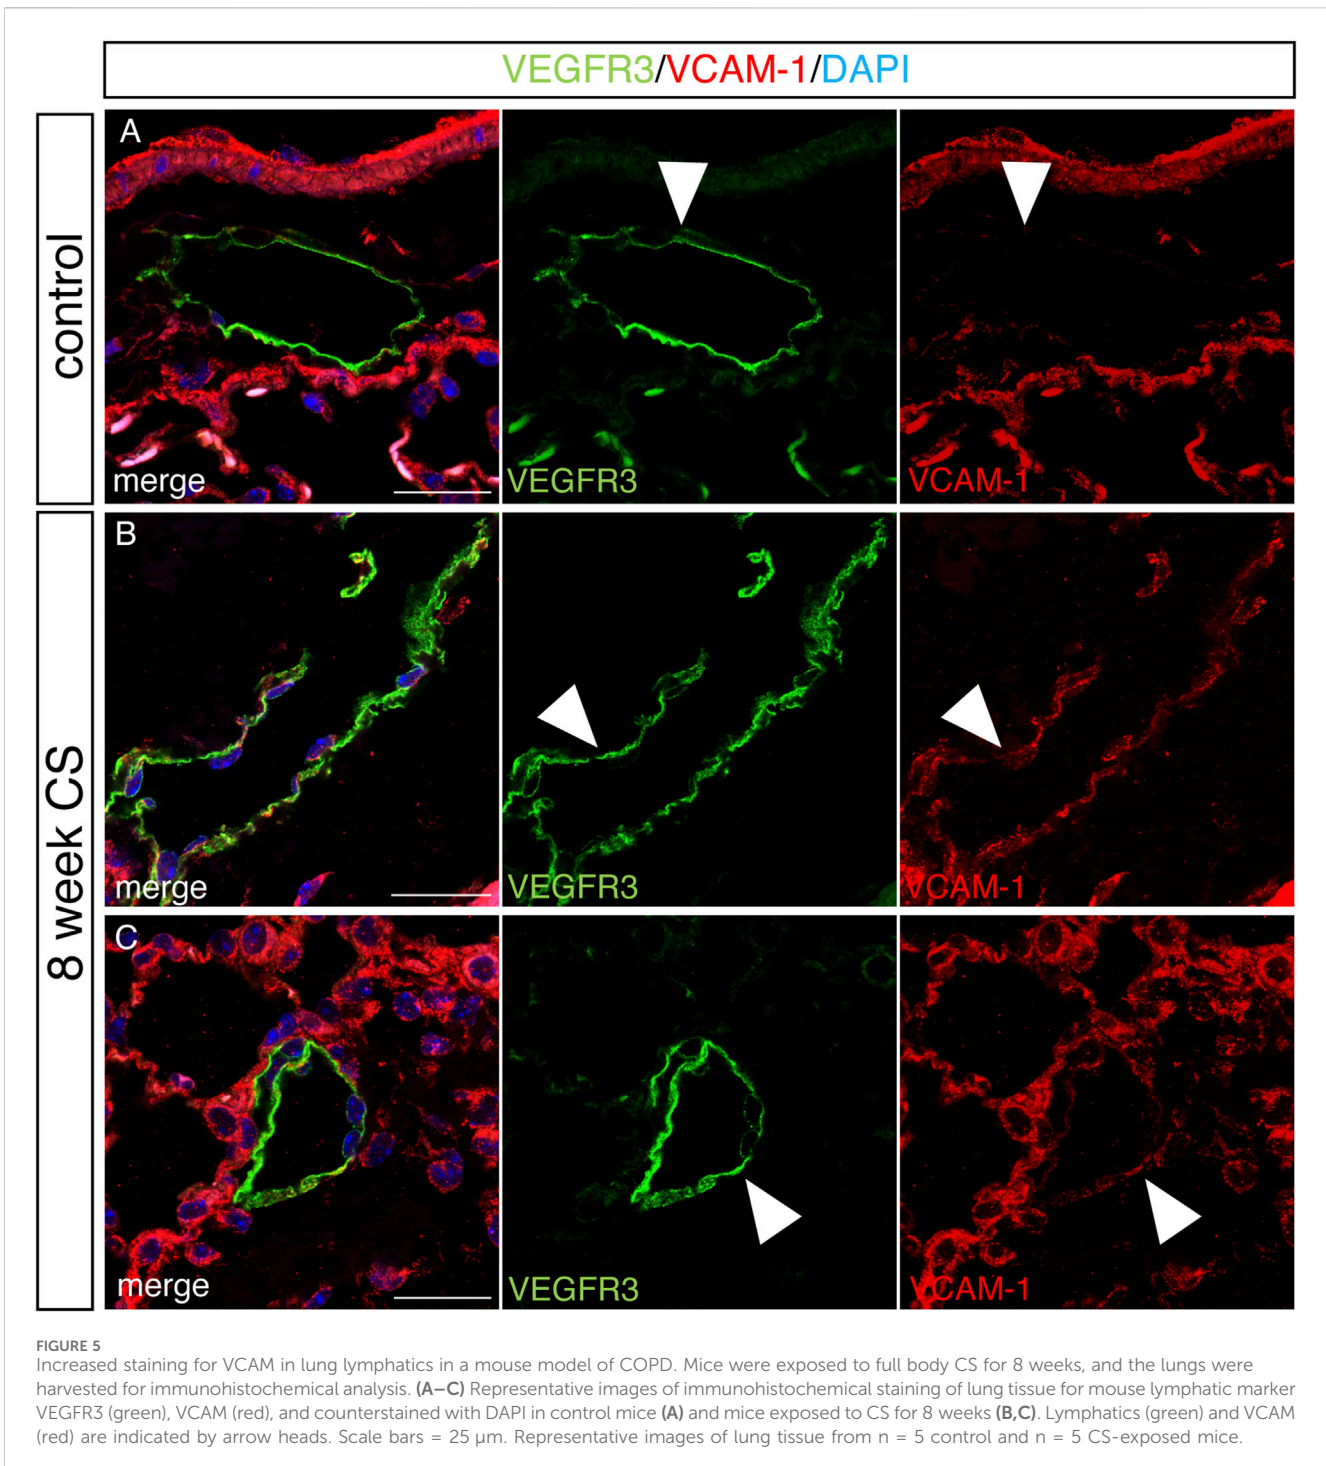 VEGFR3/VCAM-1/DAPI
control
A
merge
VEGFR3
VCAM-1
8 week CS
B
merge
VEGFR3
VCAM-1
C
merge
VEGFR3
VCAM-1
FIGURE 5
Increased staining for VCAM in lung lymphatics in a mouse model of COPD. Mice were exposed to full body CS for 8 weeks, and the lungs were
harvested for immunohistochemical analysis. (A–C) Representative images of immunohistochemical staining of lung tissue for mouse lymphatic marker
VEGFR3 (green), VCAM (red), and counterstained with DAPI in control mice (A) and mice exposed to CS for 8 weeks (B,C). Lymphatics (green) and VCAM
(red) are indicated by arrow heads. Scale bars = 25 μm. Representative images of lung tissue from n = 5 control and n = 5 CS-exposed mice.